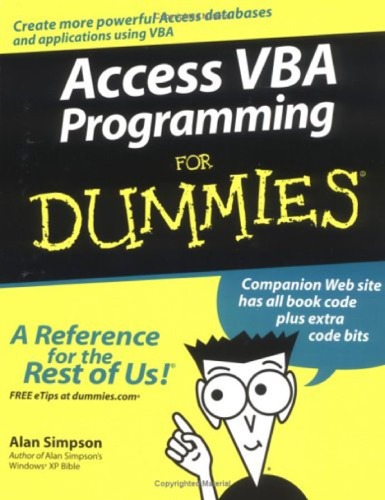 Create more powerful Access databases
and applications using VBA
Access VBA
Programming
FOR
DUMMIES®
Companion Web site
has all book code
plus extra
code bits
A Reference
for the
Rest of Us!®
FREE eTips at dummies.com®
Alan Simpson
Author of Alan Simpson's
Windows® XP Bible
Copyrighted Material